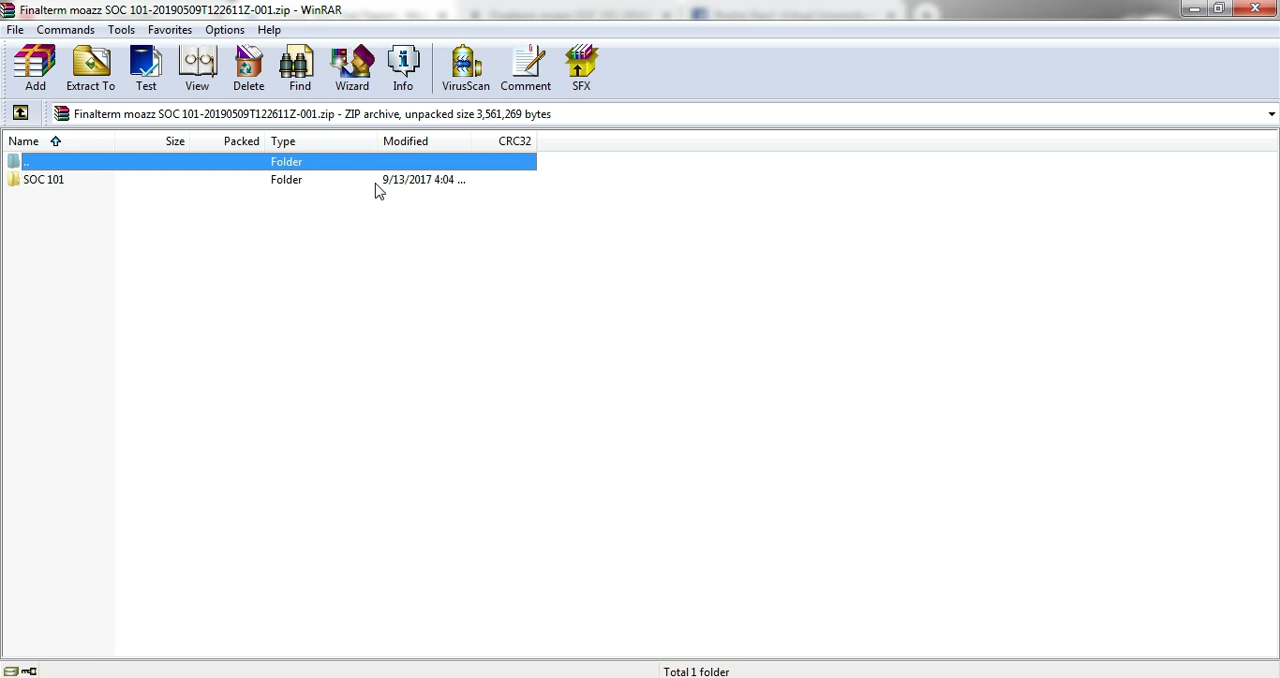 Finalterm moazz SOC 101-20190509T122611Z-001.zip - WinRAR
File Commands Tools Favorites Options Help
Add Extract To Test View Delete Find Wizard Info VirusScan Comment SFX
Finalterm moazz SOC 101-20190509T122611Z-001.zip - ZIP archive, unpacked size 3,561,269 bytes
Name Size Packed Type Modified CRC32
.. Folder
SOC 101 Folder 9/13/2017 4:04 ...
Total 1 folder